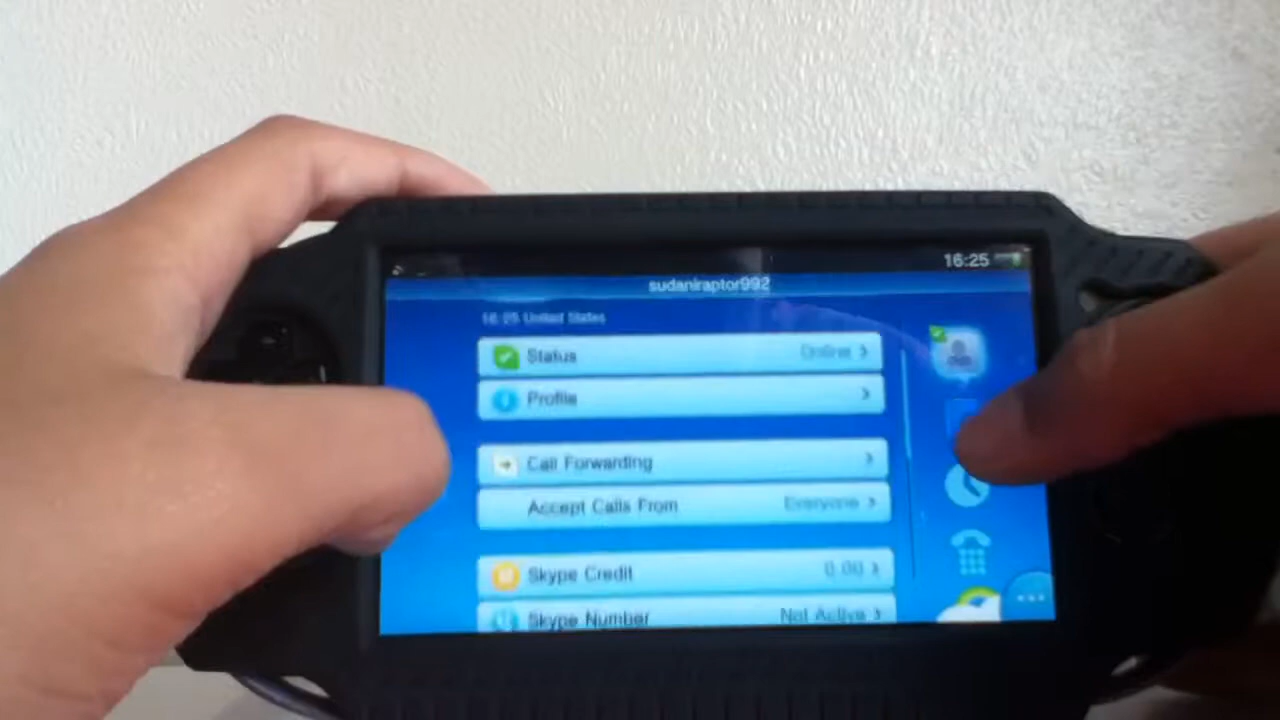 16:25
sudaniraptor992
16:25 United States
Status Online
Profile
Call Forwarding
Accept Calls From Everyone
Skype Credit 0.00
Skype Number Not Active